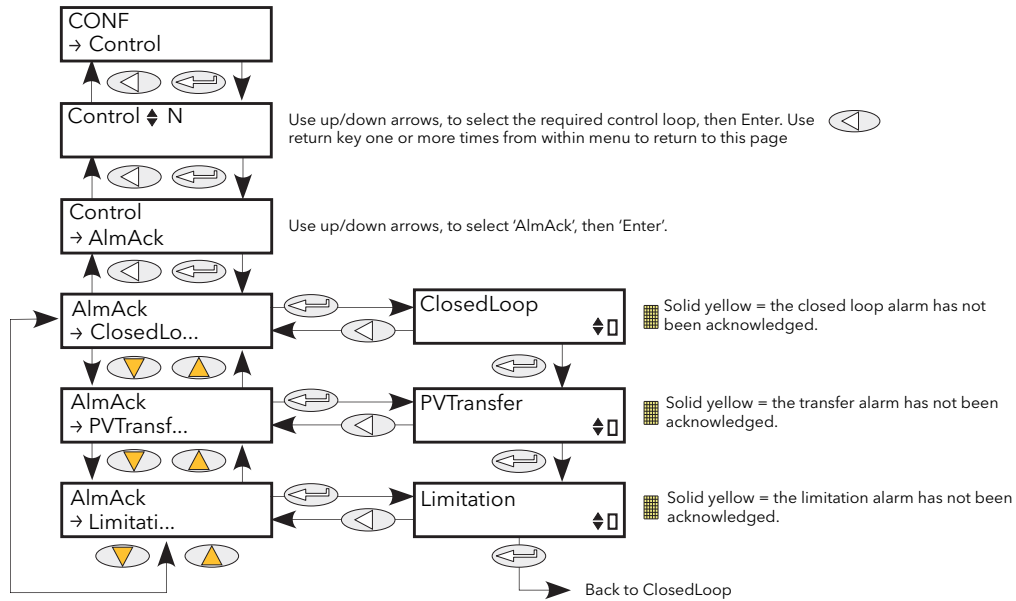 CONF
→ Control
Control ♦ N
Use up/down arrows, to select the required control loop, then Enter. Use
return key one or more times from within menu to return to this page
Control
→ AlmAck
Use up/down arrows, to select ‘AlmAck’, then ‘Enter’.
AlmAck
→ ClosedLo...
ClosedLoop
Solid yellow = the closed loop alarm has not
been acknowledged.
AlmAck
→ PVTransf...
PVTransfer
Solid yellow = the transfer alarm has not been
acknowledged.
AlmAck
→ Limitati...
Limitation
Solid yellow = the limitation alarm has not been
acknowledged.
Back to ClosedLoop